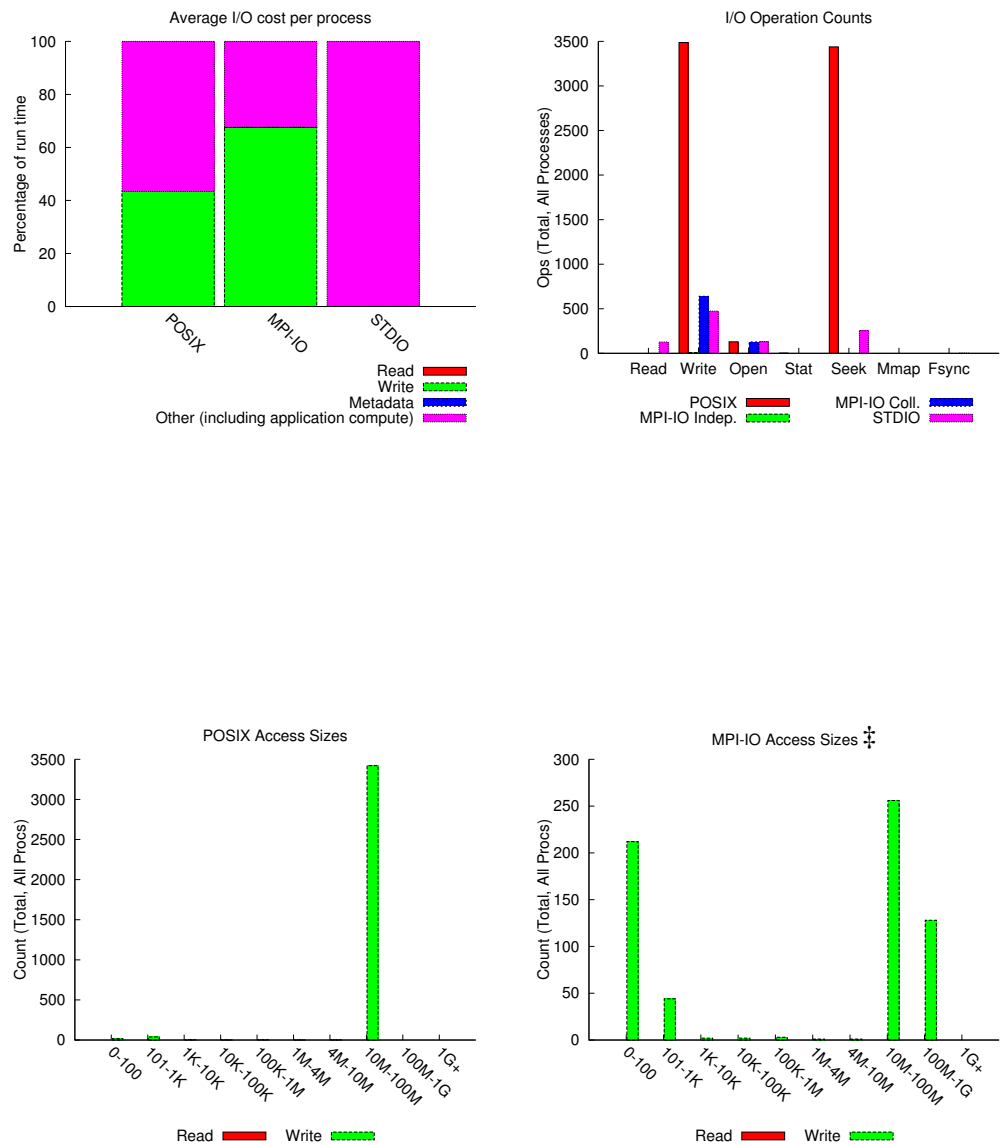 Average I/O cost per process
100
80
60
40
20
0
Percentage of run time
POSIX
MPI-IO
STDIO
Read
Write
Metadata
Other (including application compute)
I/O Operation Counts
3500
3000
2500
2000
1500
1000
500
0
Ops (Total, All Processes)
Read Write Open Stat Seek Mmap Fsync
POSIX
MPI-IO Indep.
MPI-IO Coll.
STDIO
POSIX Access Sizes
3500
3000
2500
2000
1500
1000
500
0
Count (Total, All Procs)
0-100
101-1K
1K-10K
10K-100K
100K-1M
1M-4M
4M-10M
10M-100M
100M-1G
1G+
Read Write
MPI-IO Access Sizes ‡
300
250
200
150
100
50
0
Count (Total, All Procs)
0-100
101-1K
1K-10K
10K-100K
100K-1M
1M-4M
4M-10M
10M-100M
100M-1G
1G+
Read Write